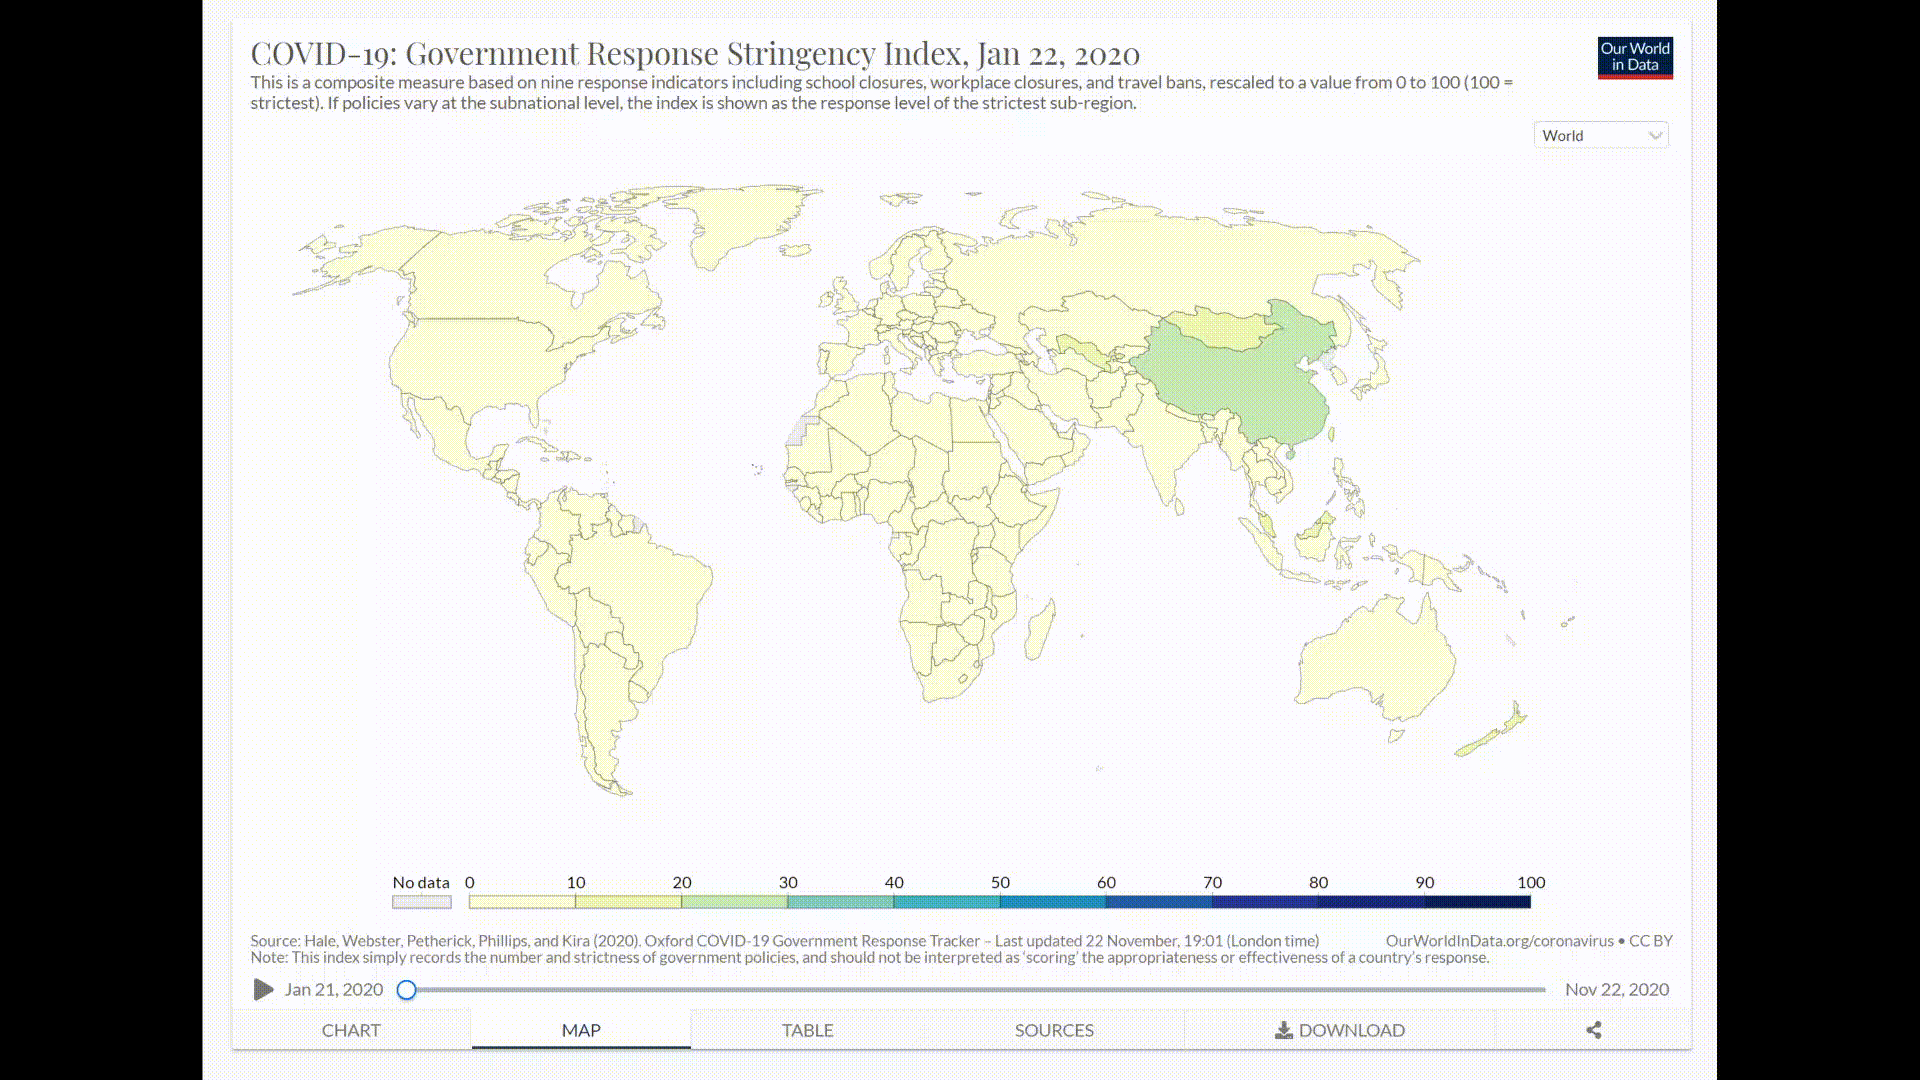 COVID-19: Government Response Stringency Index, Jan 22, 2020
Our World
in Data
This is a composite measure based on nine response indicators including school closures, workplace closures, and travel bans, rescaled to a value from 0 to 100 (100 =
strictest). If policies vary at the subnational level, the index is shown as the response level of the strictest sub-region.
World
No data 0 10 20 30 40 50 60 70 80 90 100
Source: Hale, Webster, Petherick, Phillips, and Kira (2020). Oxford COVID-19 Government Response Tracker – Last updated 22 November, 19:01 (London time) OurWorldInData.org/coronavirus • CC BY
Note: This index simply records the number and strictness of government policies, and should not be interpreted as ‘scoring’ the appropriateness or effectiveness of a country’s response.
Jan 21, 2020 Nov 22, 2020
CHART MAP TABLE SOURCES DOWNLOAD